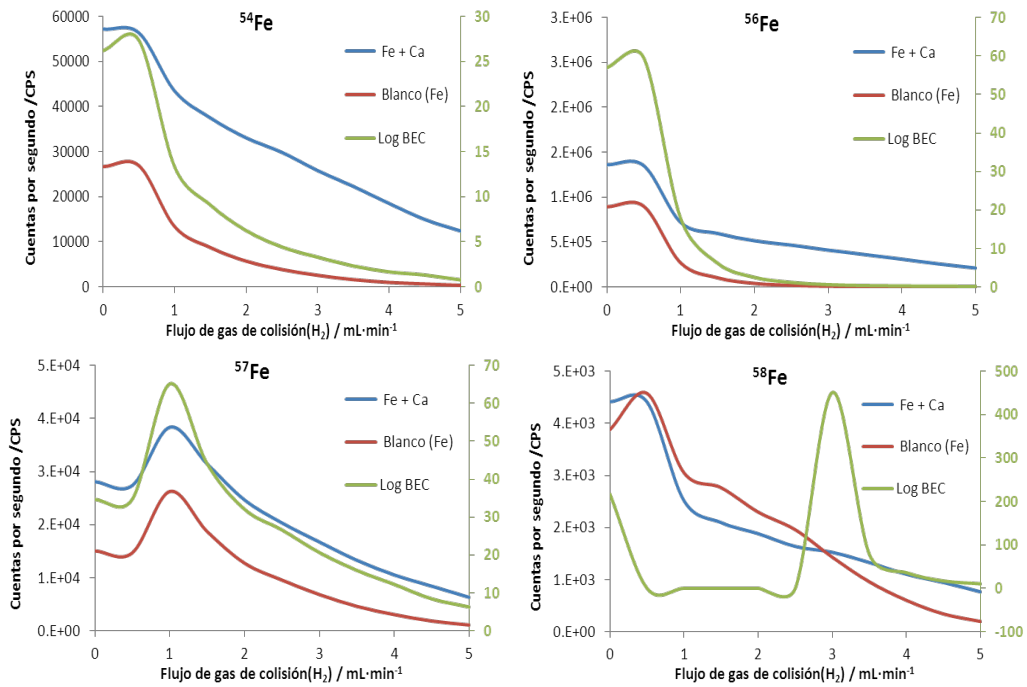 ⁵⁴Fe
60000
50000
40000
30000
20000
10000
0
30
25
20
15
10
5
0
Fe + Ca
Blanco (Fe)
Log BEC
0 1 2 3 4 5
Cuentas por segundo /CPS
Flujo de gas de colisión(H₂) / mL·min⁻¹
⁵⁶Fe
3.E+06
3.E+06
2.E+06
2.E+06
1.E+06
5.E+05
0.E+00
70
60
50
40
30
20
10
0
Fe + Ca
Blanco (Fe)
Log BEC
0 1 2 3 4 5
Cuentas por segundo /CPS
Flujo de gas de colisión(H₂) / mL·min⁻¹
⁵⁷Fe
5.E+04
4.E+04
3.E+04
2.E+04
1.E+04
0.E+00
70
60
50
40
30
20
10
0
Fe + Ca
Blanco (Fe)
Log BEC
0 1 2 3 4 5
Cuentas por segundo /CPS
Flujo de gas de colisión(H₂) / mL·min⁻¹
⁵⁸Fe
5.E+03
4.E+03
3.E+03
2.E+03
1.E+03
0.E+00
500
400
300
200
100
0
-100
Fe + Ca
Blanco (Fe)
Log BEC
0 1 2 3 4 5
Cuentas por segundo /CPS
Flujo de gas de colisión(H₂) / mL·min⁻¹